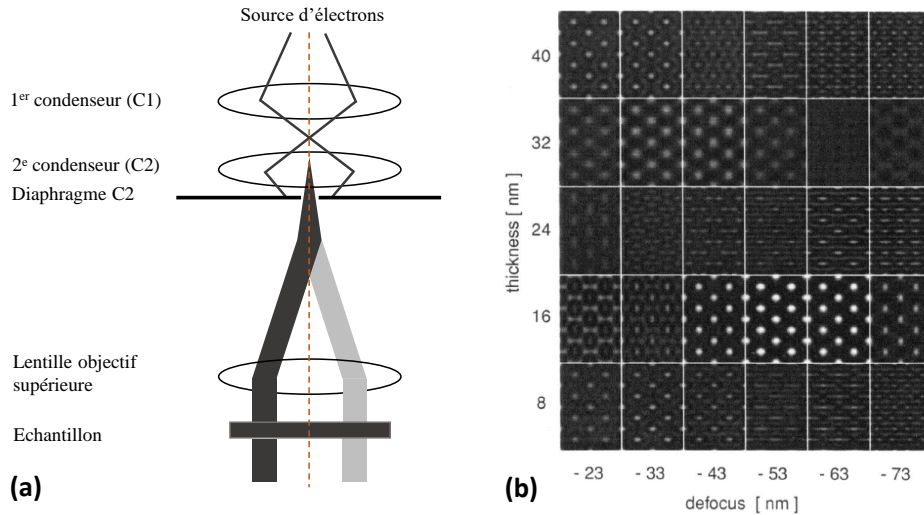 Source d'électrons
1er condenseur (C1)
2e condenseur (C2)
Diaphragme C2
Lentille objectif
supérieure
Echantillon
(a)
thickness [ nm ]
40
32
24
16
8
- 23 - 33 - 43 - 53 - 63 - 73
defocus [ nm ]
(b)